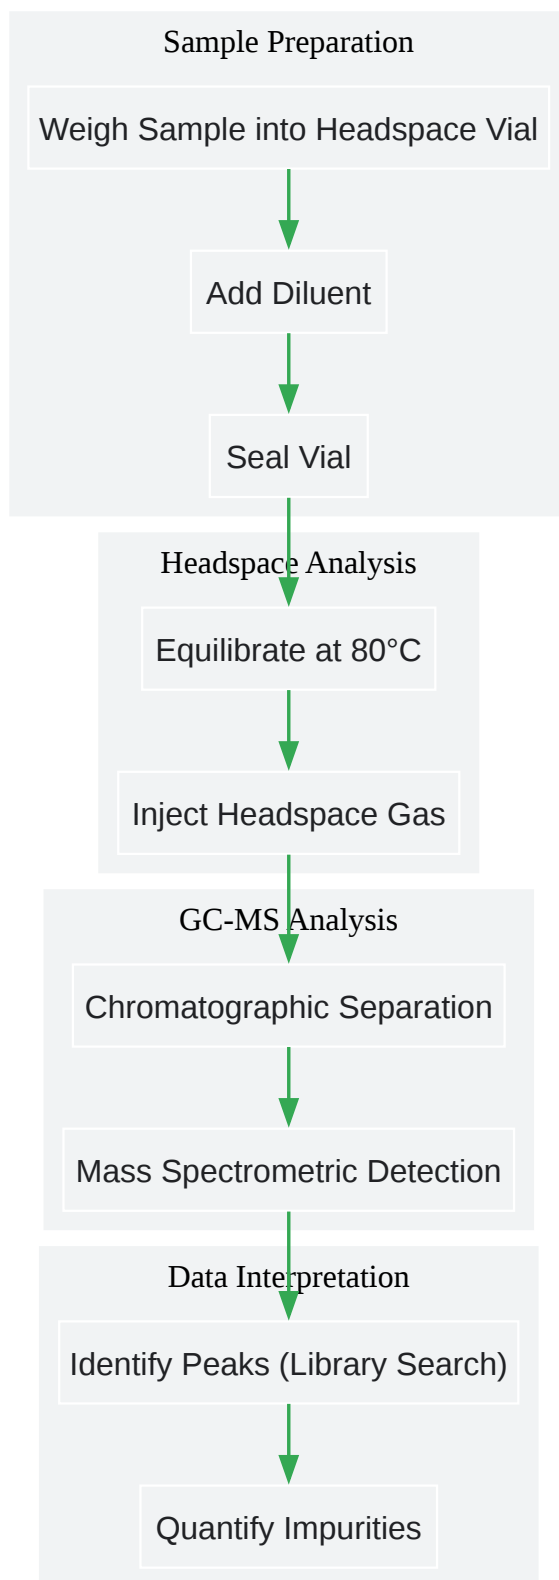 Sample Preparation
Weigh Sample into Headspace Vial
Add Diluent
Seal Vial
Headspace Analysis
Equilibrate at 80°C
Inject Headspace Gas
GC-MS Analysis
Chromatographic Separation
Mass Spectrometric Detection
Data Interpretation
Identify Peaks (Library Search)
Quantify Impurities